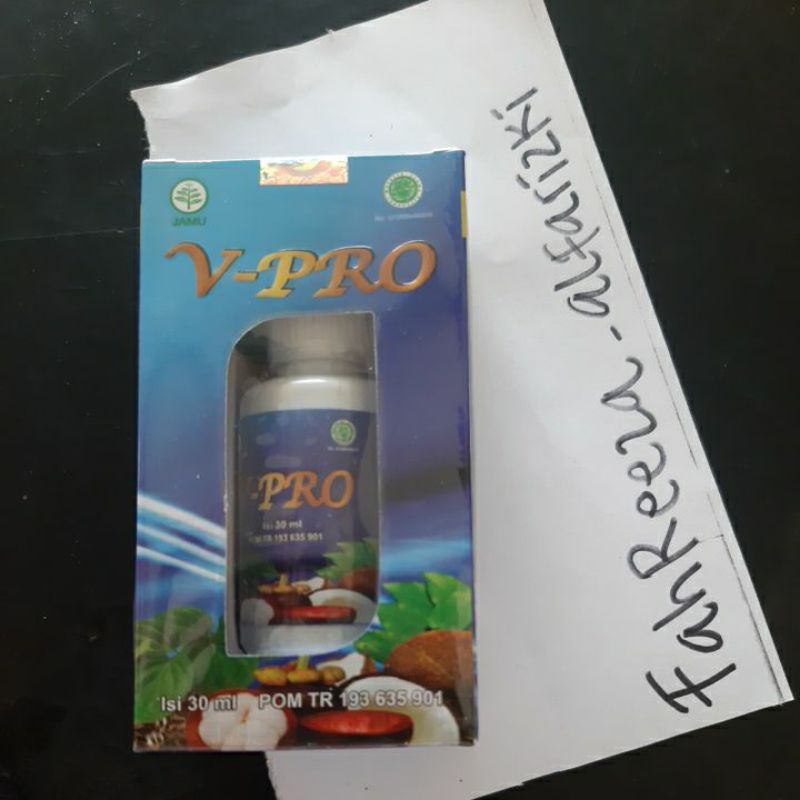 JAMU
V-PRO
-PRO
Isi 30 ml
POM TR 193 635 901
Isi 30 ml POM TR 193 635 901
FahReeza-alfarizki